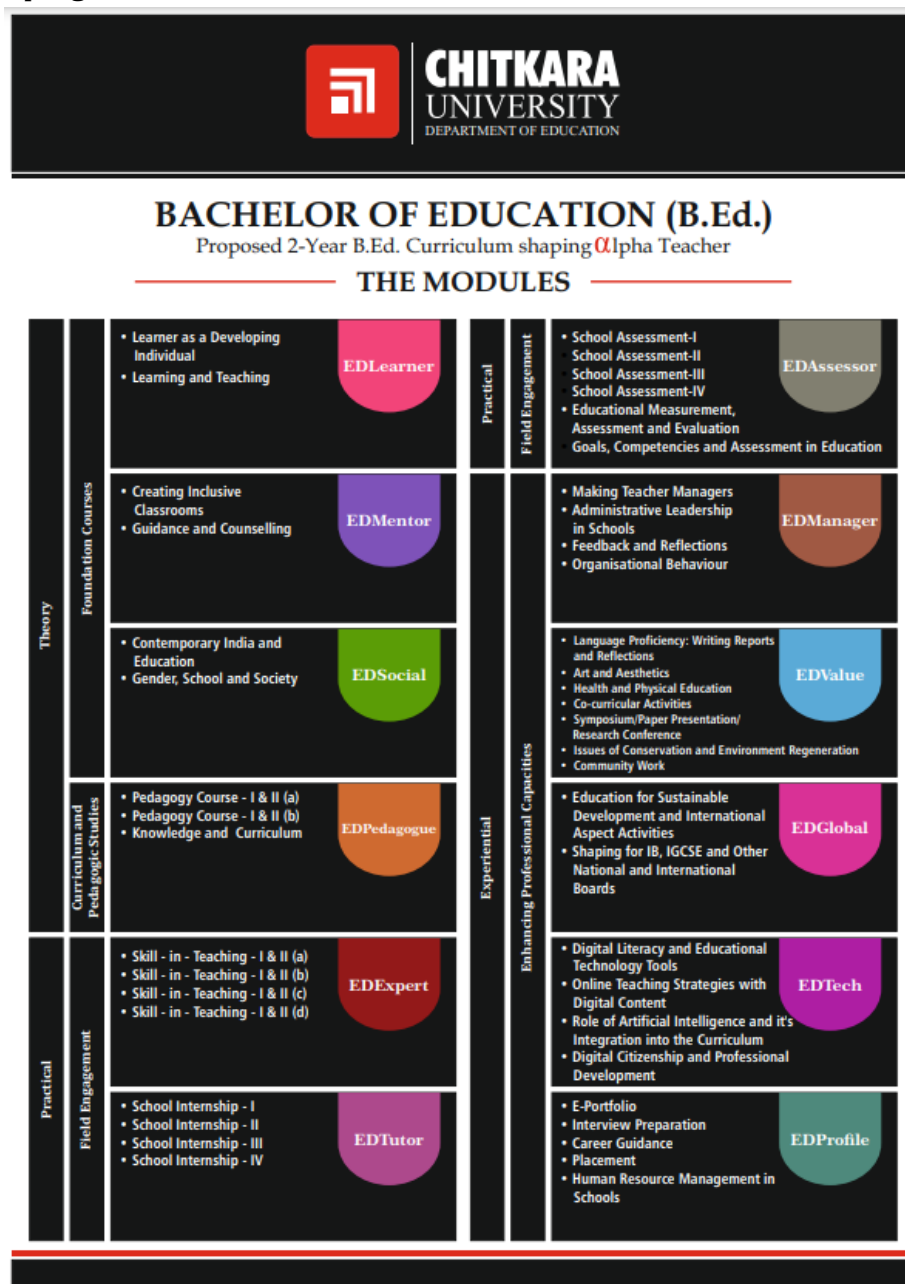 CHITKARA
UNIVERSITY
DEPARTMENT OF EDUCATION
BACHELOR OF EDUCATION (B.Ed.)
Proposed 2-Year B.Ed. Curriculum shaping αlpha Teacher
THE MODULES
Theory
Foundation Courses
• Learner as a Developing
Individual
• Learning and Teaching
EDLearner
• Creating Inclusive
Classrooms
• Guidance and Counselling
EDMentor
• Contemporary India and
Education
• Gender, School and Society
EDSocial
Curriculum and
Pedagogic Studies
• Pedagogy Course - I & II (a)
• Pedagogy Course - I & II (b)
• Knowledge and Curriculum
EDPedagogue
Practical
Field Engagement
• Skill - in - Teaching - I & II (a)
• Skill - in - Teaching - I & II (b)
• Skill - in - Teaching - I & II (c)
• Skill - in - Teaching - I & II (d)
EDExpert
• School Internship - I
• School Internship - II
• School Internship - III
• School Internship - IV
EDTutor
Practical
Field Engagement
• School Assessment-I
School Assessment-II
School Assessment-III
School Assessment-IV
• Educational Measurement,
Assessment and Evaluation
Goals, Competencies and Assessment in Education
EDAssessor
Experiential
Enhancing Professional Capacities
• Making Teacher Managers
• Administrative Leadership
in Schools
• Feedback and Reflections
• Organisational Behaviour
EDManager
• Language Proficiency: Writing Reports
and Reflections
• Art and Aesthetics
• Health and Physical Education
• Co-curricular Activities
• Symposium/Paper Presentation/
Research Conference
• Issues of Conservation and Environment Regeneration
• Community Work
EDValue
• Education for Sustainable
Development and International
Aspect Activities
• Shaping for IB, IGCSE and Other
National and International
Boards
EDGlobal
• Digital Literacy and Educational
Technology Tools
• Online Teaching Strategies with
Digital Content
• Role of Artificial Intelligence and it's
Integration into the Curriculum
• Digital Citizenship and Professional
Development
EDTech
• E-Portfolio
• Interview Preparation
• Career Guidance
• Placement
• Human Resource Management in
Schools
EDProfile